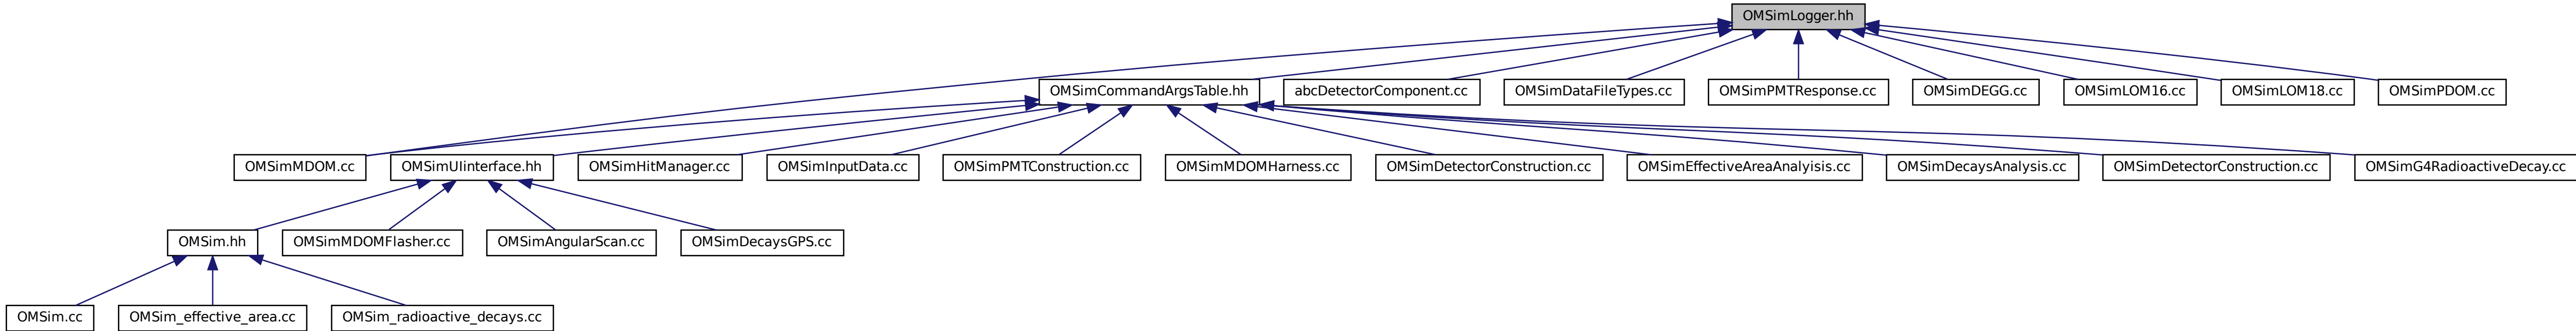 OMSimLogger.hh
OMSimCommandArgsTable.hh
abcDetectorComponent.cc
OMSimDataFileTypes.cc
OMSimPMTResponse.cc
OMSimDEGG.cc
OMSimLOM16.cc
OMSimLOM18.cc
OMSimPDOM.cc
OMSimMDOM.cc
OMSimUIinterface.hh
OMSimHitManager.cc
OMSimInputData.cc
OMSimPMTConstruction.cc
OMSimMDOMHarness.cc
OMSimDetectorConstruction.cc
OMSimEffectiveAreaAnalyisis.cc
OMSimDecaysAnalysis.cc
OMSimDetectorConstruction.cc
OMSimG4RadioactiveDecay.cc
OMSim.hh
OMSimMDOMFlasher.cc
OMSimAngularScan.cc
OMSimDecaysGPS.cc
OMSim.cc
OMSim_effective_area.cc
OMSim_radioactive_decays.cc